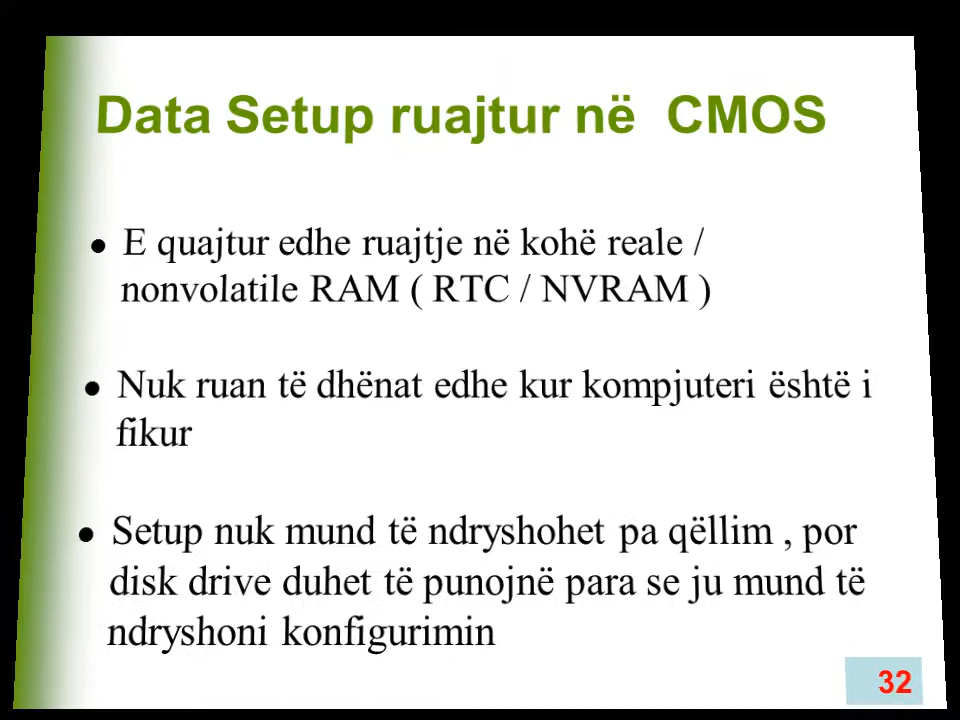 Data Setup ruajtur në CMOS
● E quajtur edhe ruajtje në kohë reale /
nonvolatile RAM ( RTC / NVRAM )
● Nuk ruan të dhënat edhe kur kompjuteri është i
fikur
● Setup nuk mund të ndryshohet pa qëllim , por
disk drive duhet të punojnë para se ju mund të
ndryshoni konfigurimin
32